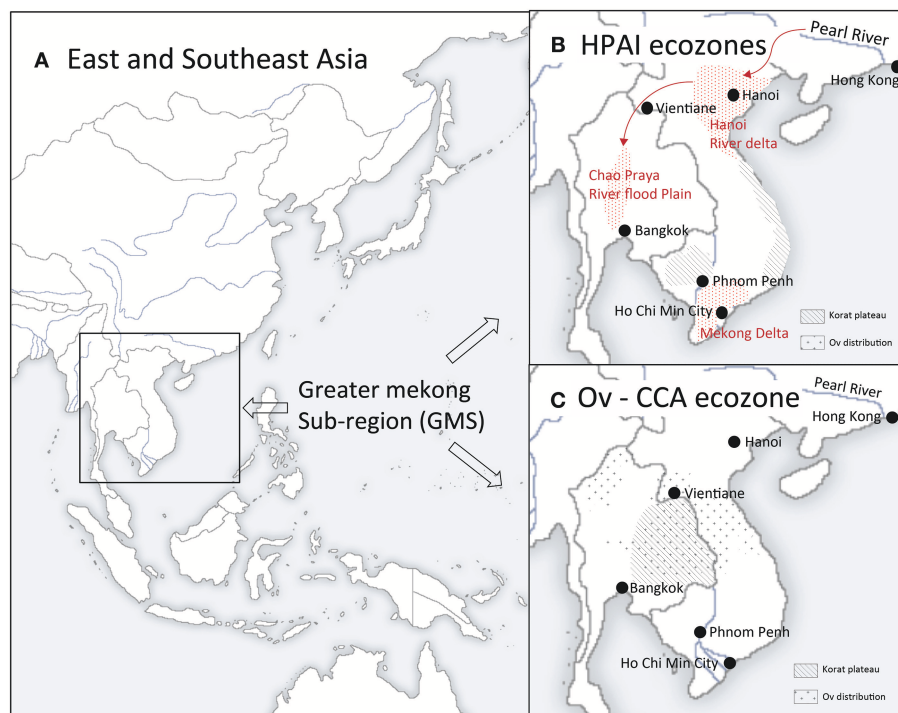 A East and Southeast Asia
Greater mekong
Sub-region (GMS)
B HPAI ecozones
Pearl River
Hong Kong
Hanoi
Vientiane
Hanoi
River delta
Chao Praya
River flood Plain
Bangkok
Phnom Penh
Ho Chi Min City
Mekong Delta
Korat plateau
Ov distribution
C Ov - CCA ecozone
Pearl River
Hong Kong
Hanoi
Vientiane
Bangkok
Phnom Penh
Ho Chi Min City
Korat plateau
Ov distribution